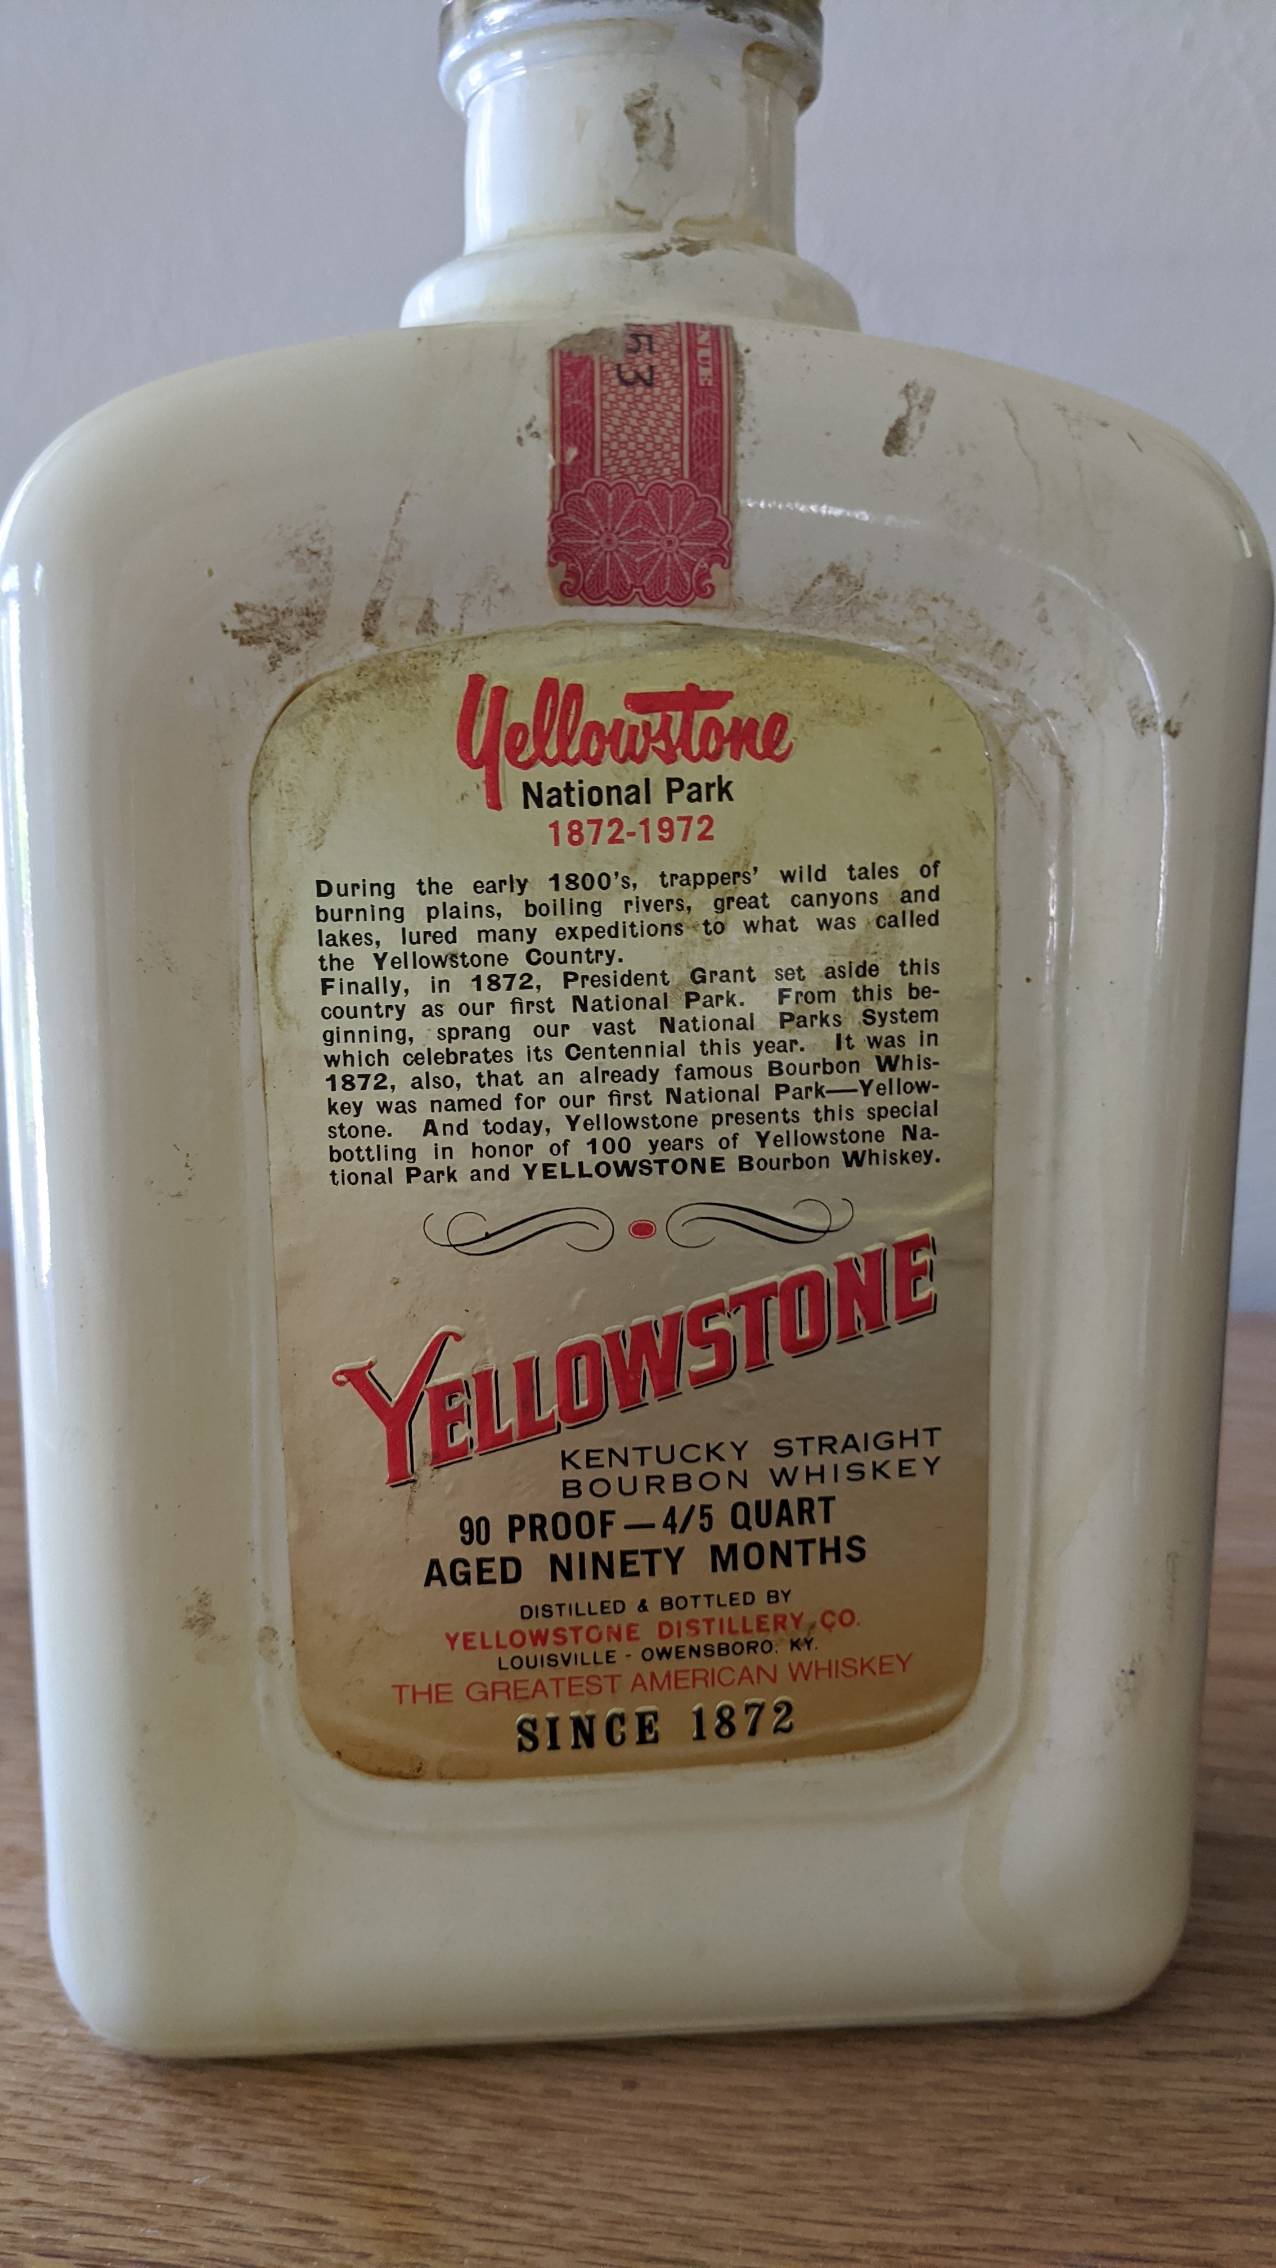 53
NUE
Yellowstone
National Park
1872-1972
During the early 1800's, trappers' wild tales of
burning plains, boiling rivers, great canyons and
lakes, lured many expeditions to what was called
the Yellowstone Country.
Finally, in 1872, President Grant set aside this
country as our first National Park. From this be-
ginning, sprang our vast National Parks System
which celebrates its Centennial this year. It was in
1872, also, that an already famous Bourbon Whis-
key was named for our first National Park—Yellow-
stone. And today, Yellowstone presents this special
bottling in honor of 100 years of Yellowstone Na-
tional Park and YELLOWSTONE Bourbon Whiskey.
YELLOWSTONE
KENTUCKY STRAIGHT
BOURBON WHISKEY
90 PROOF—4/5 QUART
AGED NINETY MONTHS
DISTILLED & BOTTLED BY
YELLOWSTONE DISTILLERY, CO.
LOUISVILLE - OWENSBORO, KY.
THE GREATEST AMERICAN WHISKEY
SINCE 1872